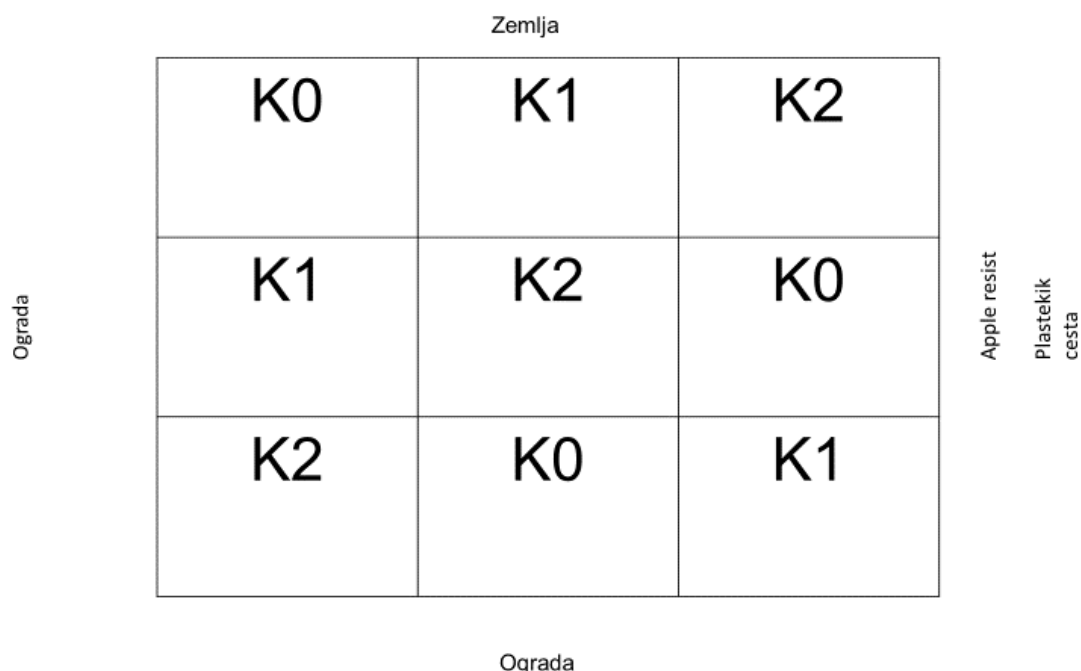 Zemlja
K0 K1 K2
K1 K2 K0
K2 K0 K1
Ograda
Apple resist
Plastekik
cesta
Ograda